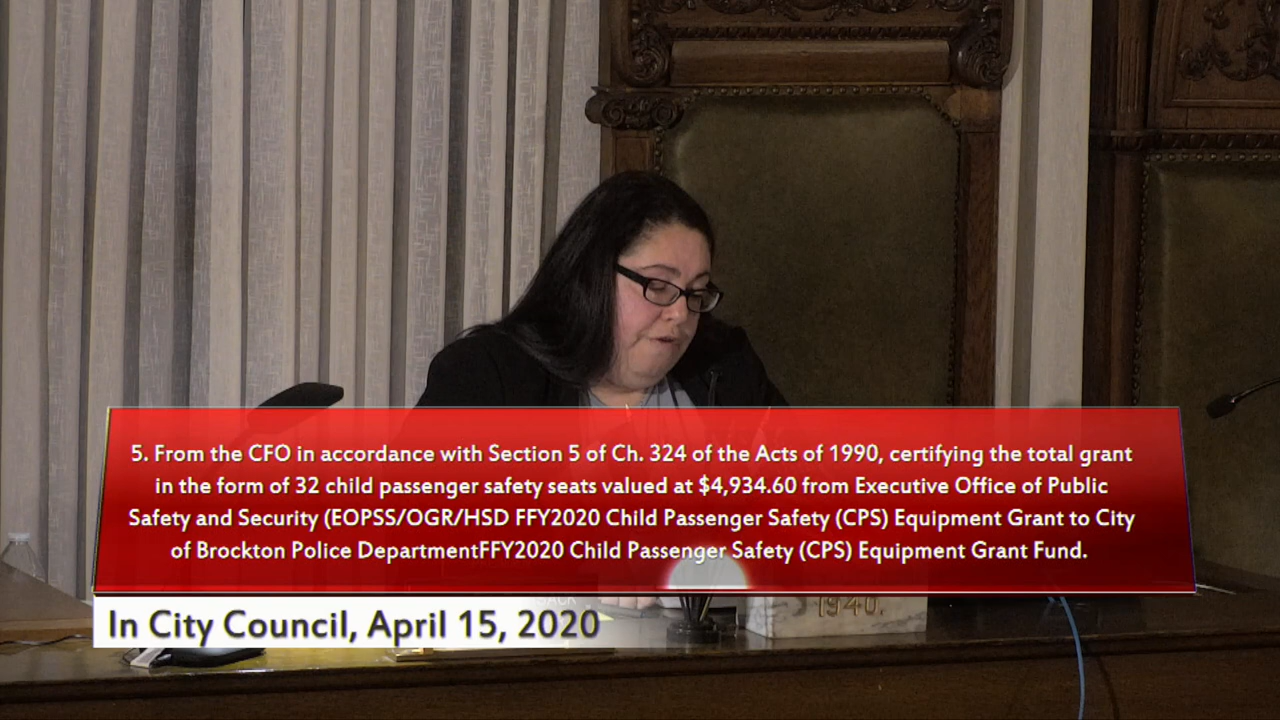 5. From the CFO in accordance with Section 5 of Ch. 324 of the Acts of 1990, certifying the total grant
in the form of 32 child passenger safety seats valued at $4,934.60 from Executive Office of Public
Safety and Security (EOPSS/OGR/HSD FFY2020 Child Passenger Safety (CPS) Equipment Grant to City
of Brockton Police DepartmentFFY2020 Child Passenger Safety (CPS) Equipment Grant Fund.
1940.
In City Council, April 15, 2020